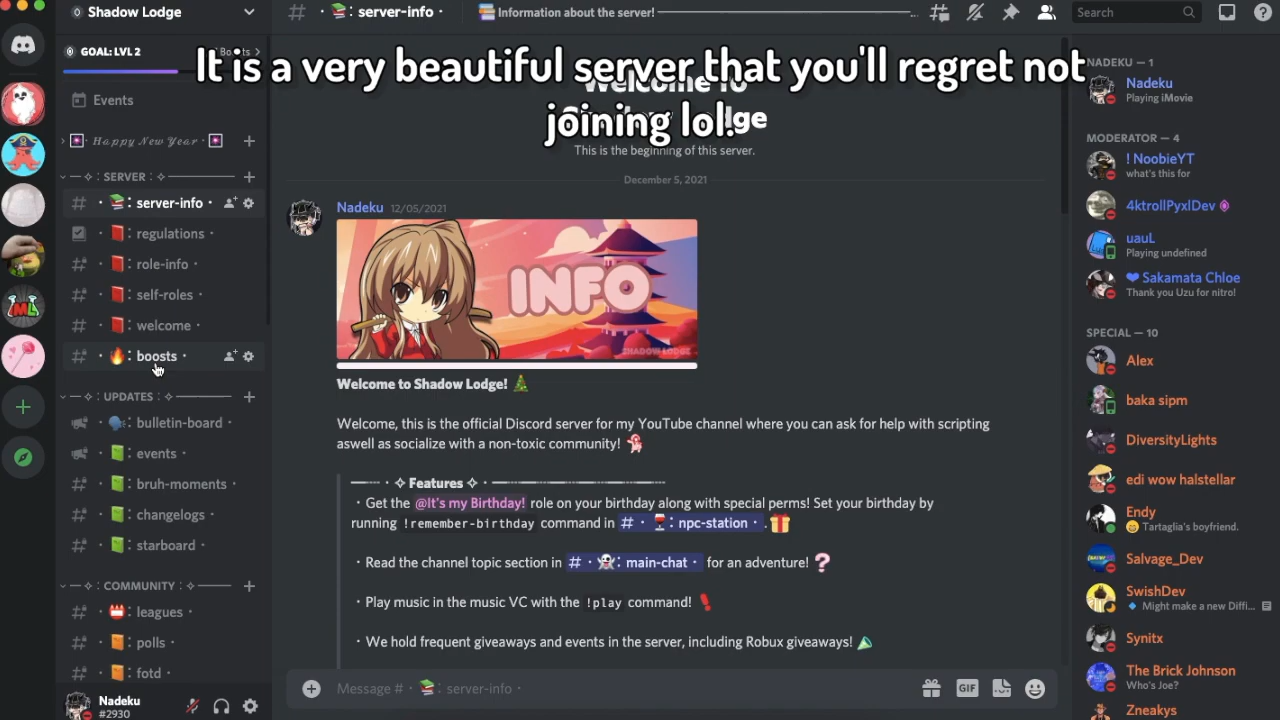 Shadow Lodge
GOAL: LVL 2
Events
Happy New Year
SERVER
server-info
regulations
role-info
self-roles
welcome
boosts
UPDATES
bulletin-board
events
bruh-moments
changelogs
starboard
COMMUNITY
leagues
polls
fotd
Nadeku
#2930
server-info
Information about the server!
Search
It is a very beautiful server that you'll regret not
joining lol!
Welcome to
This is the beginning of this server.
December 5, 2021
Nadeku 12/05/2021
INFO
SHADOW LODGE
Welcome to Shadow Lodge!
Welcome, this is the official Discord server for my YouTube channel where you can ask for help with scripting
aswell as socialize with a non-toxic community!
Features
· Get the @It's my Birthday! role on your birthday along with special perms! Set your birthday by
running !remember-birthday command in # · npc-station · .
· Read the channel topic section in # · main-chat · for an adventure!
· Play music in the music VC with the !play command!
· We hold frequent giveaways and events in the server, including Robux giveaways!
Message # · server-info ·
GIF
NADEKU — 1
Nadeku
Playing iMovie
MODERATOR — 4
! NoobieYT
what's this for
4ktrollPyxlDev
uauL
Playing undefined
❤ Sakamata Chloe
Thank you Uzu for nitro!
SPECIAL — 10
Alex
baka sipm
DiversityLights
edi wow halstellar
Endy
Tartaglia's boyfriend.
Salvage_Dev
SwishDev
Might make a new Diffi...
Synitx
The Brick Johnson
Who's Joe?
Zneakys